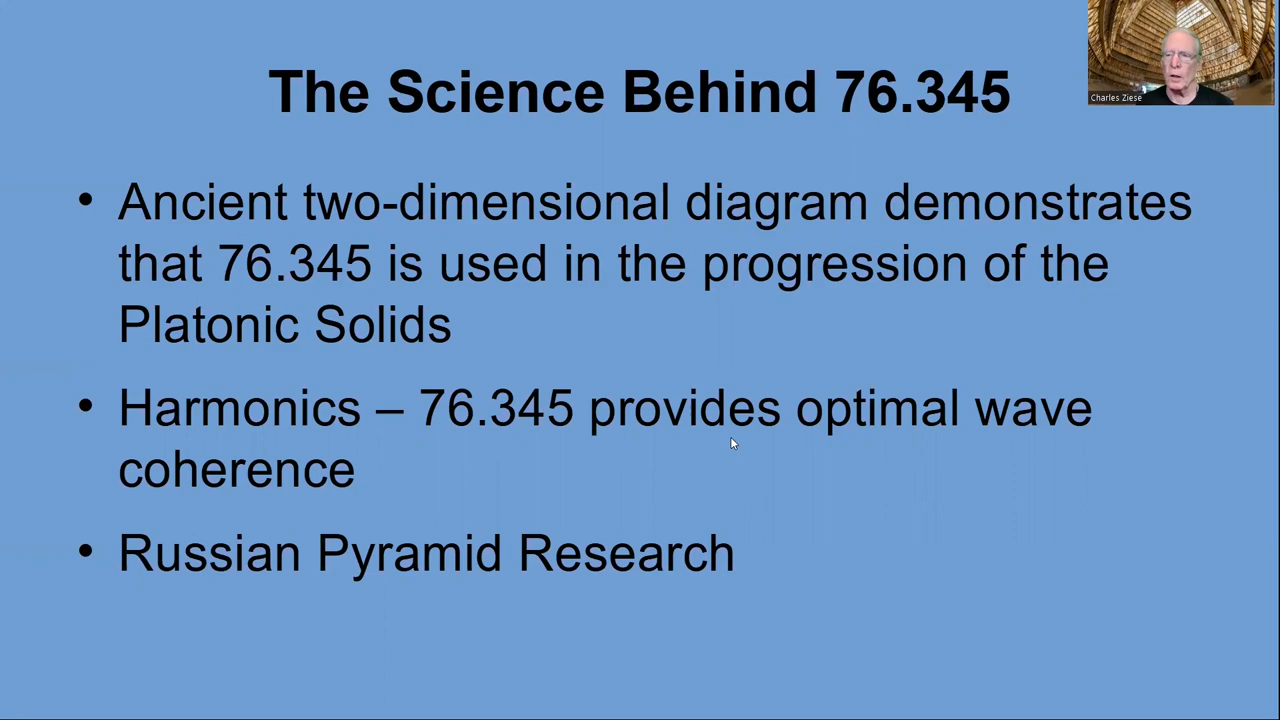 The Science Behind 76.345
Charles Ziese
• Ancient two-dimensional diagram demonstrates
that 76.345 is used in the progression of the
Platonic Solids
• Harmonics – 76.345 provides optimal wave
coherence
• Russian Pyramid Research